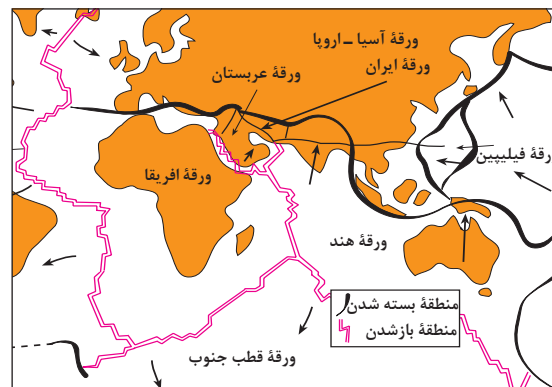 ورقهٔ آسیا ـ اروپا
ورقهٔ ایران
ورقهٔ عربستان
رقهٔ فیلیپین
ورقهٔ افریقا
ورقهٔ هند
منطقهٔ بسته شدن
منطقهٔ بازشدن
ورقهٔ قطب جنوب